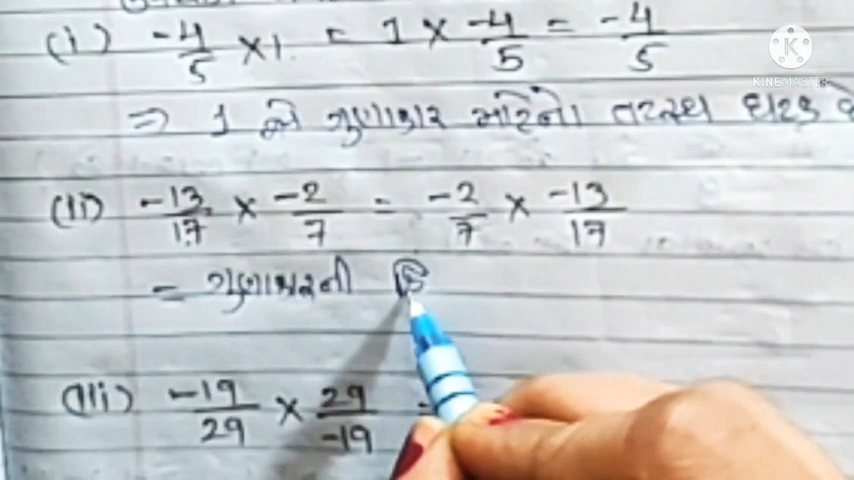 (i) -4/5 × 1 = 1 × -4/5 = -4/5
KINEMASTER
⇒ 1 એ ગુણાકાર માટેનો તટસ્થ ઘટક
(ii) -13/17 × -2/7 = -2/7 × -13/17
= ગુણાકારની
(iii) -19/29 × 29/-19 =